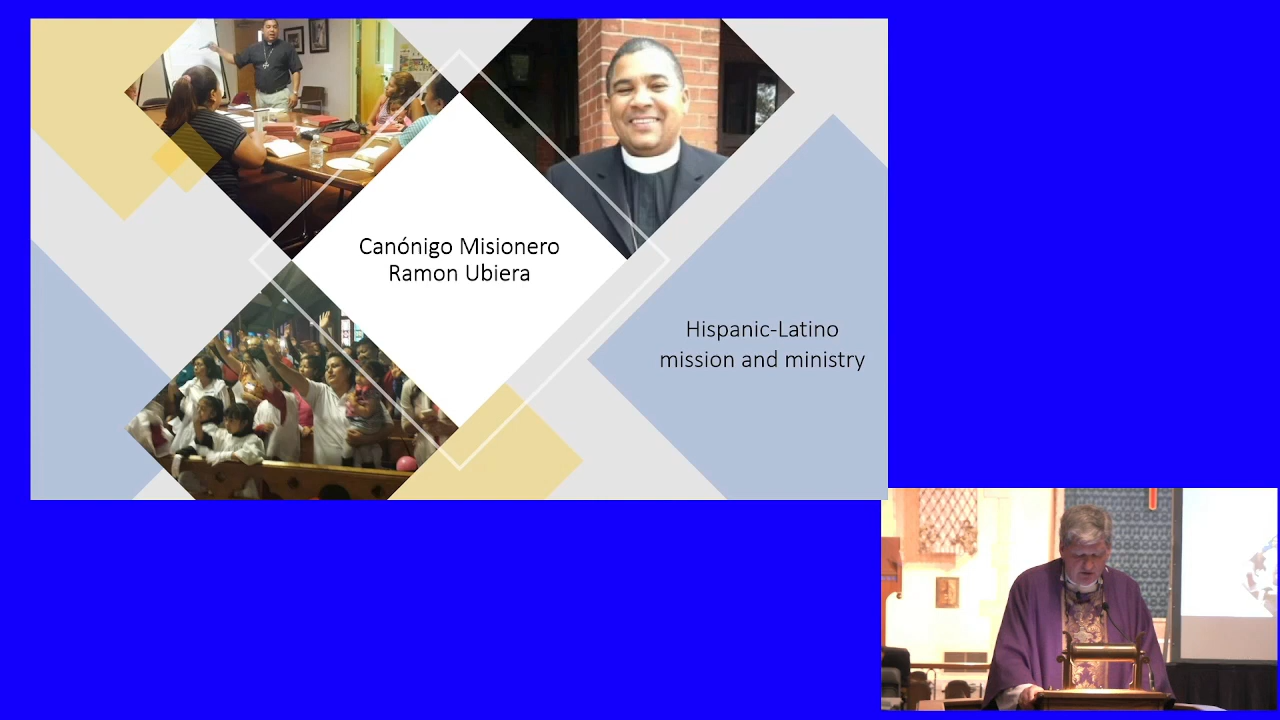 Canónigo Misionero
Ramon Ubiera
Hispanic-Latino
mission and ministry